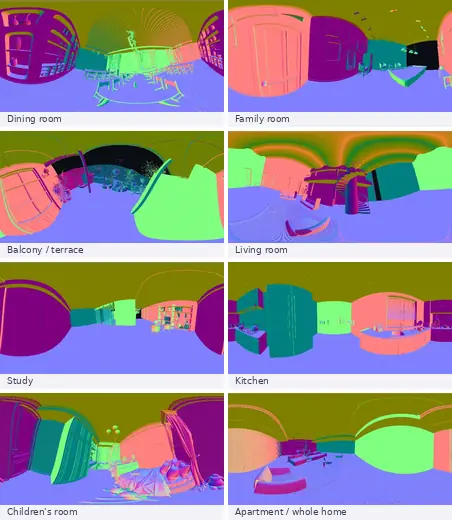 Dining room
Family room
Balcony / terrace
Living room
Study
Kitchen
Children's room
Apartment / whole home